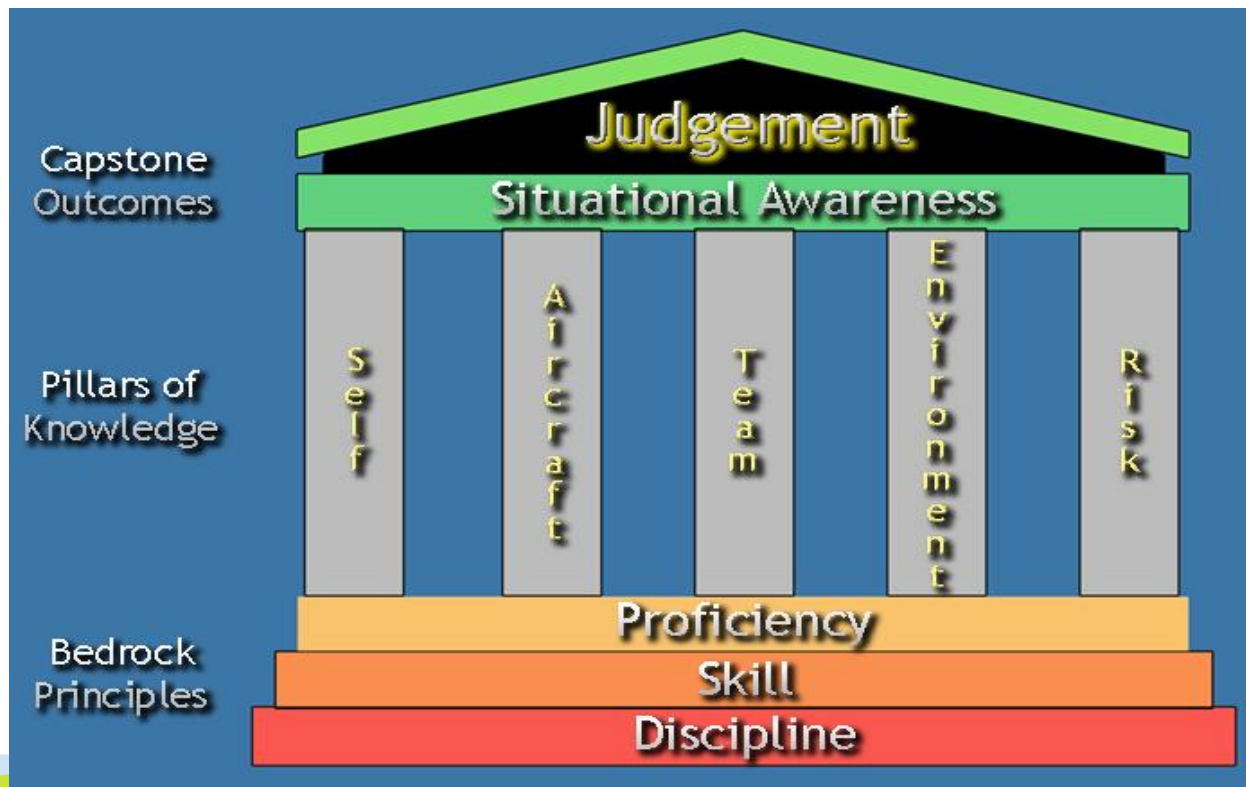 Judgement
Capstone
Outcomes
Situational Awareness
Self
Aircraft
Team
Environment
Risk
Pillars of
Knowledge
Proficiency
Bedrock
Principles
Skill
Discipline